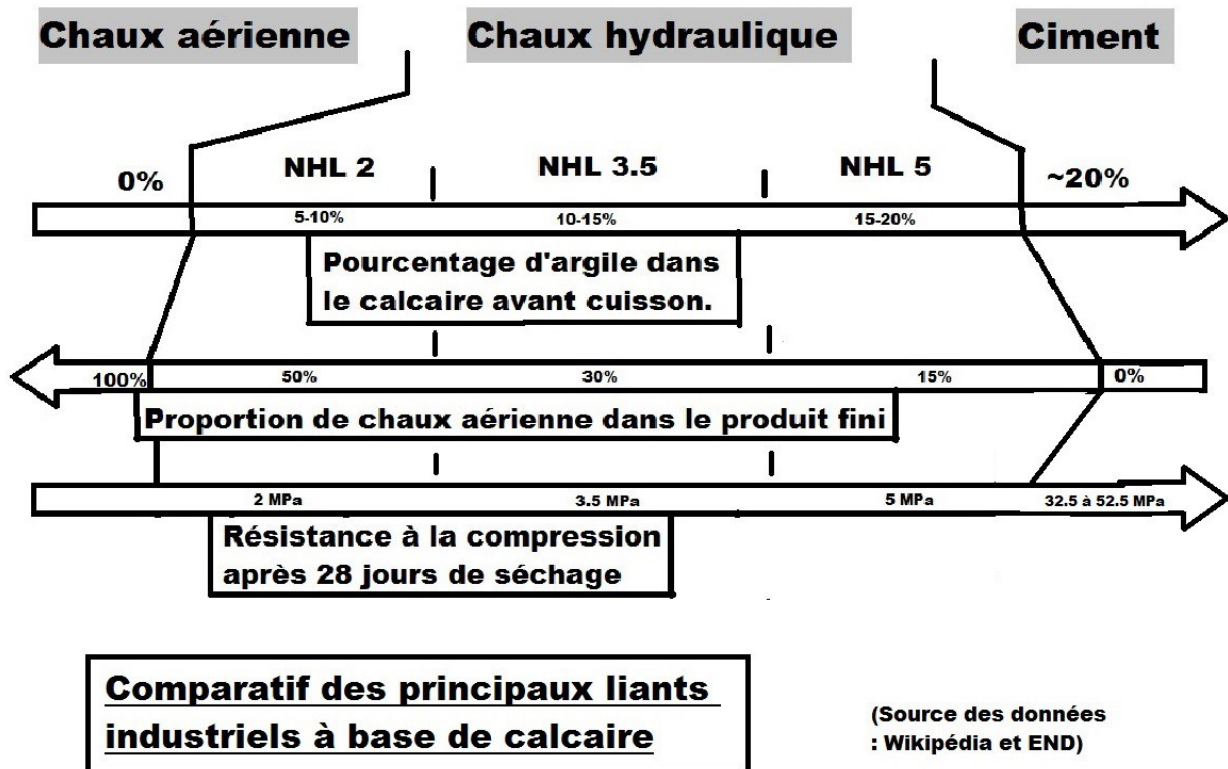 Chaux aérienne Chaux hydraulique Ciment
0% NHL 2 NHL 3.5 NHL 5 ~20%
5-10% 10-15% 15-20%
Pourcentage d'argile dans
le calcaire avant cuisson.
100% 50% 30% 15% 0%
Proportion de chaux aérienne dans le produit fini
2 MPa 3.5 MPa 5 MPa 32.5 à 52.5 MPa
Résistance à la compression
après 28 jours de séchage
Comparatif des principaux liants
industriels à base de calcaire
(Source des données
: Wikipédia et END)